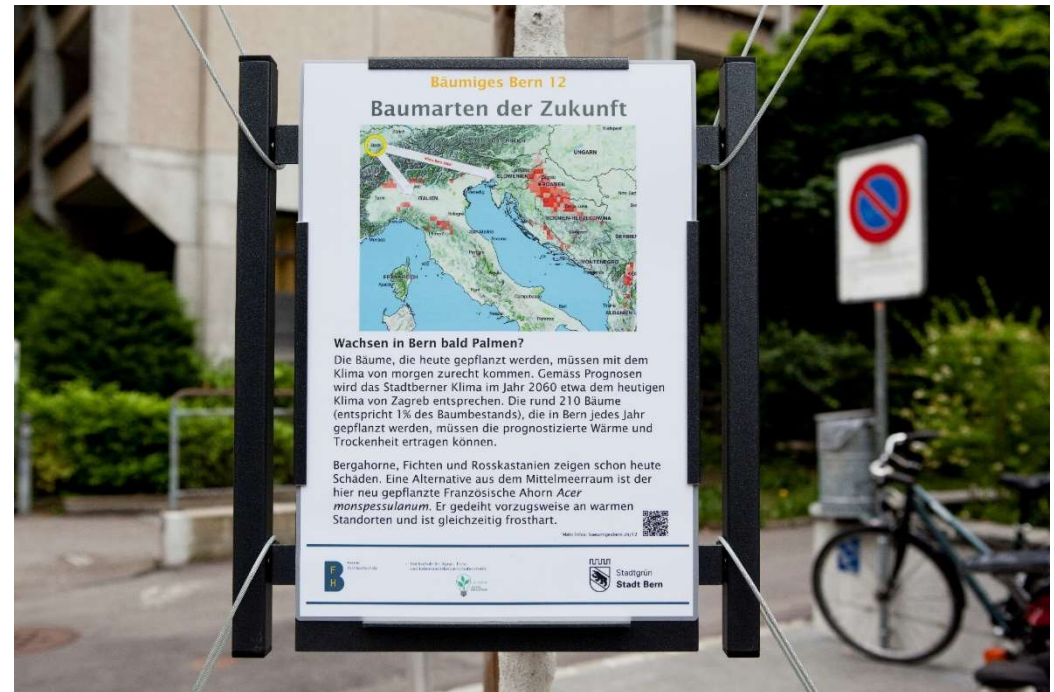 Bäumiges Bern 12
Baumarten der Zukunft
UNGARN
SLOWENIEN
KROATIEN
ITALIEN
BOSNIEN-HERZEGOWINA
MONTENEGRO
Wachsen in Bern bald Palmen?
Die Bäume, die heute gepflanzt werden, müssen mit dem
Klima von morgen zurecht kommen. Gemäss Prognosen
wird das Stadtberner Klima im Jahr 2060 etwa dem heutigen
Klima von Zagreb entsprechen. Die rund 210 Bäume
(entspricht 1% des Baumbestands), die in Bern jedes Jahr
gepflanzt werden, müssen die prognostizierte Wärme und
Trockenheit ertragen können.
Bergahorne, Fichten und Rosskastanien zeigen schon heute
Schäden. Eine Alternative aus dem Mittelmeerraum ist der
hier neu gepflanzte Französische Ahorn Acer
monspessulanum. Er gedeiht vorzugsweise an warmen
Standorten und ist gleichzeitig frosthart.
B
F
H
Stadtgrün
Stadt Bern